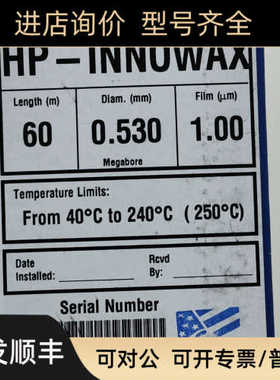 进店询价 型号齐全
HP-INNOWAX
Length (m) Diam. (mm) Film (μm)
60 0.530 1.00
Megabore
Temperature Limits:
From 40°C to 240°C (250°C)
Date Rcvd
Installed: By:
Serial Number
发顺丰
可对公 可开专票/普